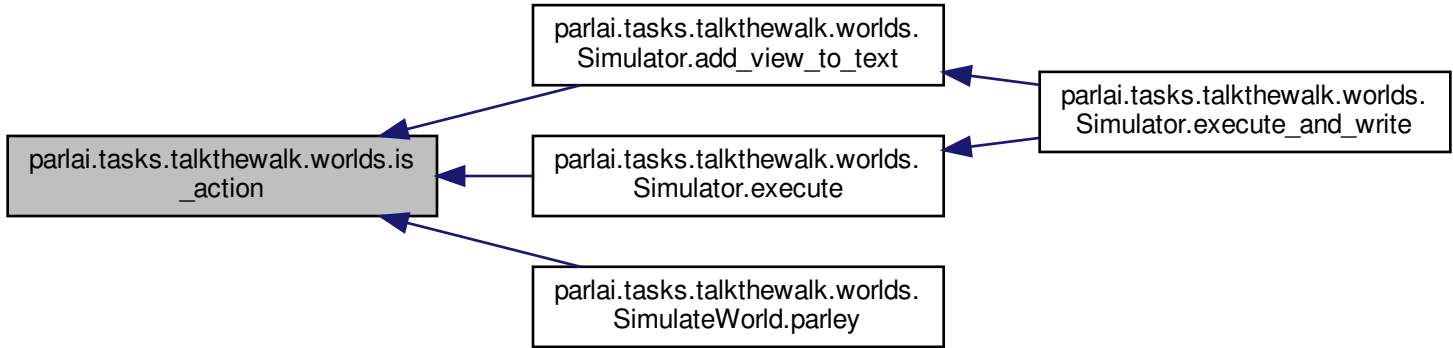 parlai.tasks.talkthewalk.worlds.is
_action
parlai.tasks.talkthewalk.worlds.
Simulator.add_view_to_text
parlai.tasks.talkthewalk.worlds.
Simulator.execute
parlai.tasks.talkthewalk.worlds.
SimulateWorld.parley
parlai.tasks.talkthewalk.worlds.
Simulator.execute_and_write